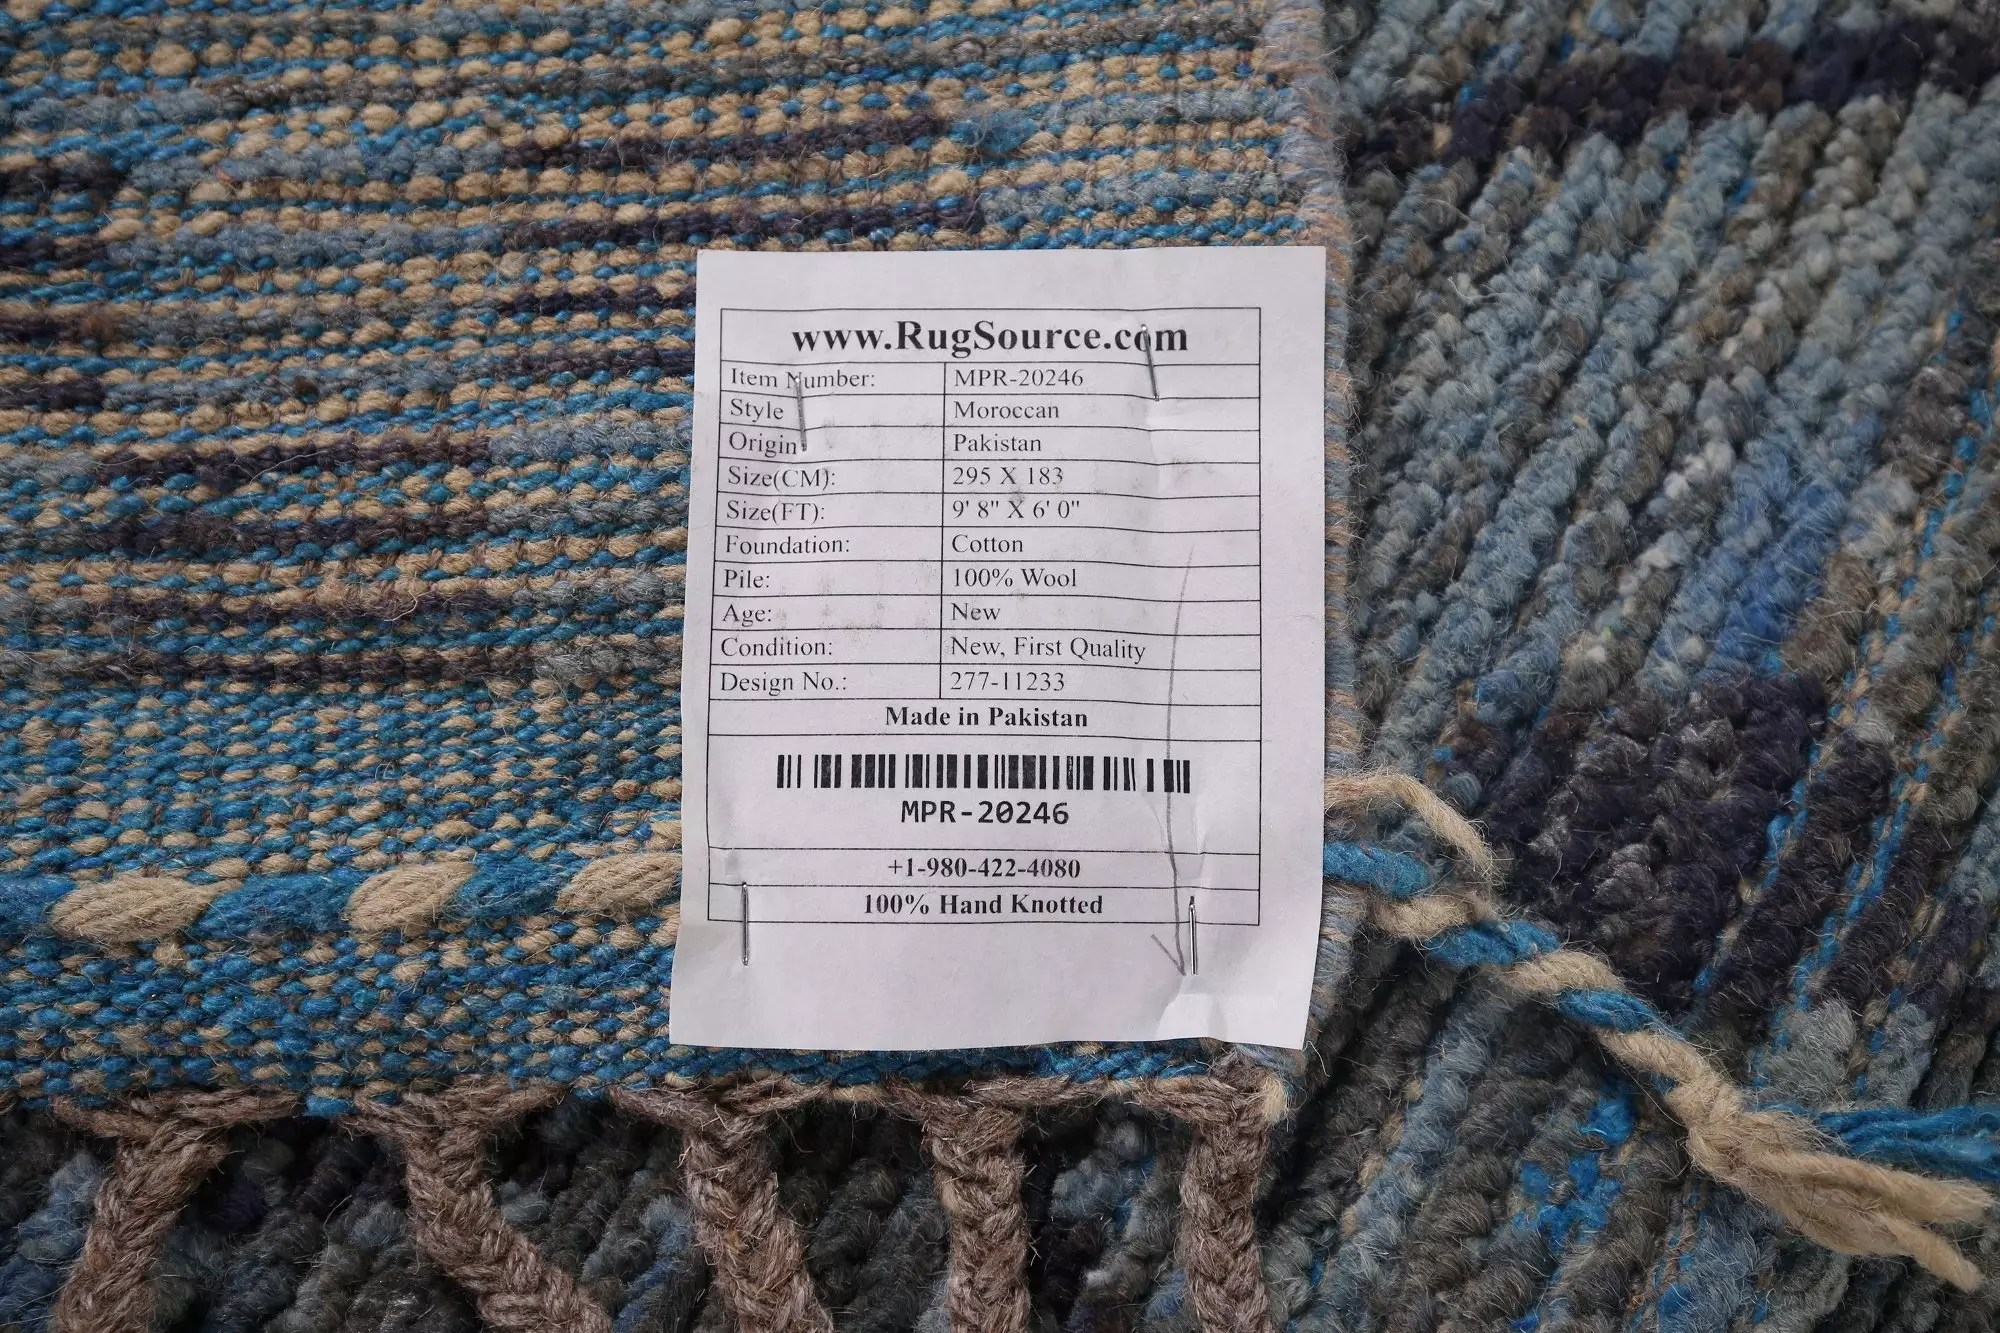 www.RugSource.com
Item Number: MPR-20246
Style Moroccan
Origin Pakistan
Size(CM): 295 X 183
Size(FT): 9' 8" X 6' 0"
Foundation: Cotton
Pile: 100% Wool
Age: New
Condition: New, First Quality
Design No.: 277-11233
Made in Pakistan
MPR-20246
+1-980-422-4080
100% Hand Knotted